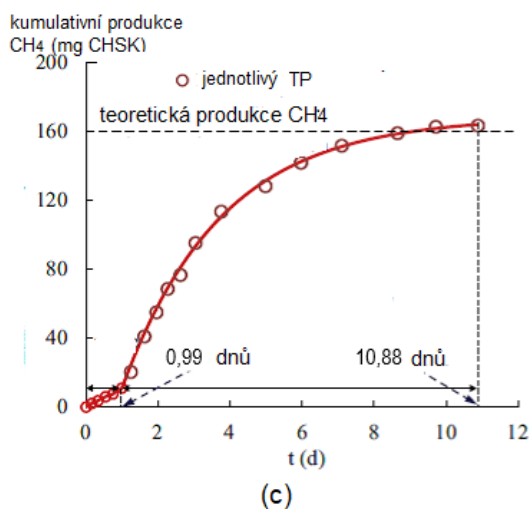 kumulativní produkce
CH4 (mg CHSK)
200
jednotlivý TP
teoretická produkce CH4
160
120
80
40
0,99 dnů
10,88 dnů
0
0 2 4 6 8 10 12
t (d)
(c)